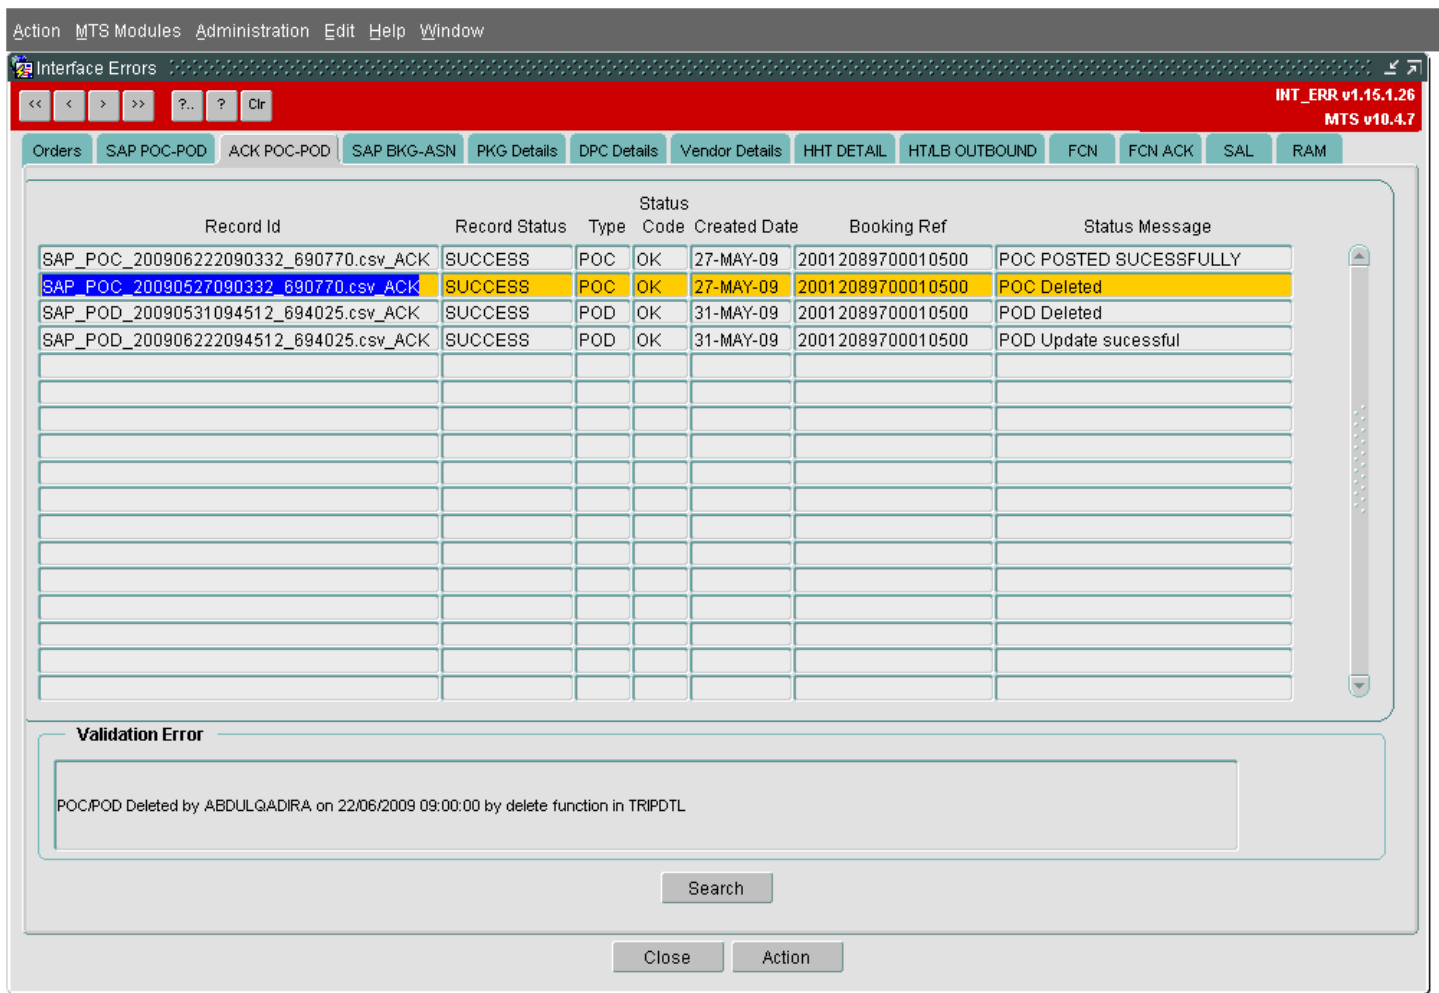 Action MTS Modules Administration Edit Help Window
Interface Errors
<< < > >> ?.. ? Clr
INT_ERR v1.15.1.26
MTS v10.4.7
Orders SAP POC-POD ACK POC-POD SAP BKG-ASN PKG Details DPC Details Vendor Details HHT DETAIL HT/LB OUTBOUND FCN FCN ACK SAL RAM
Status
Record Id Record Status Type Code Created Date Booking Ref Status Message
SAP_POC_200906222090332_690770.csv_ACK SUCCESS POC OK 27-MAY-09 20012089700010500 POC POSTED SUCESSFULLY
SAP_POC_20090527090332_690770.csv_ACK SUCCESS POC OK 27-MAY-09 20012089700010500 POC Deleted
SAP_POD_20090531094512_694025.csv_ACK SUCCESS POD OK 31-MAY-09 20012089700010500 POD Deleted
SAP_POD_200906222094512_694025.csv_ACK SUCCESS POD OK 31-MAY-09 20012089700010500 POD Update sucessful
Validation Error
POC/POD Deleted by ABDULQADIRA on 22/06/2009 09:00:00 by delete function in TRIPDTL
Search
Close Action